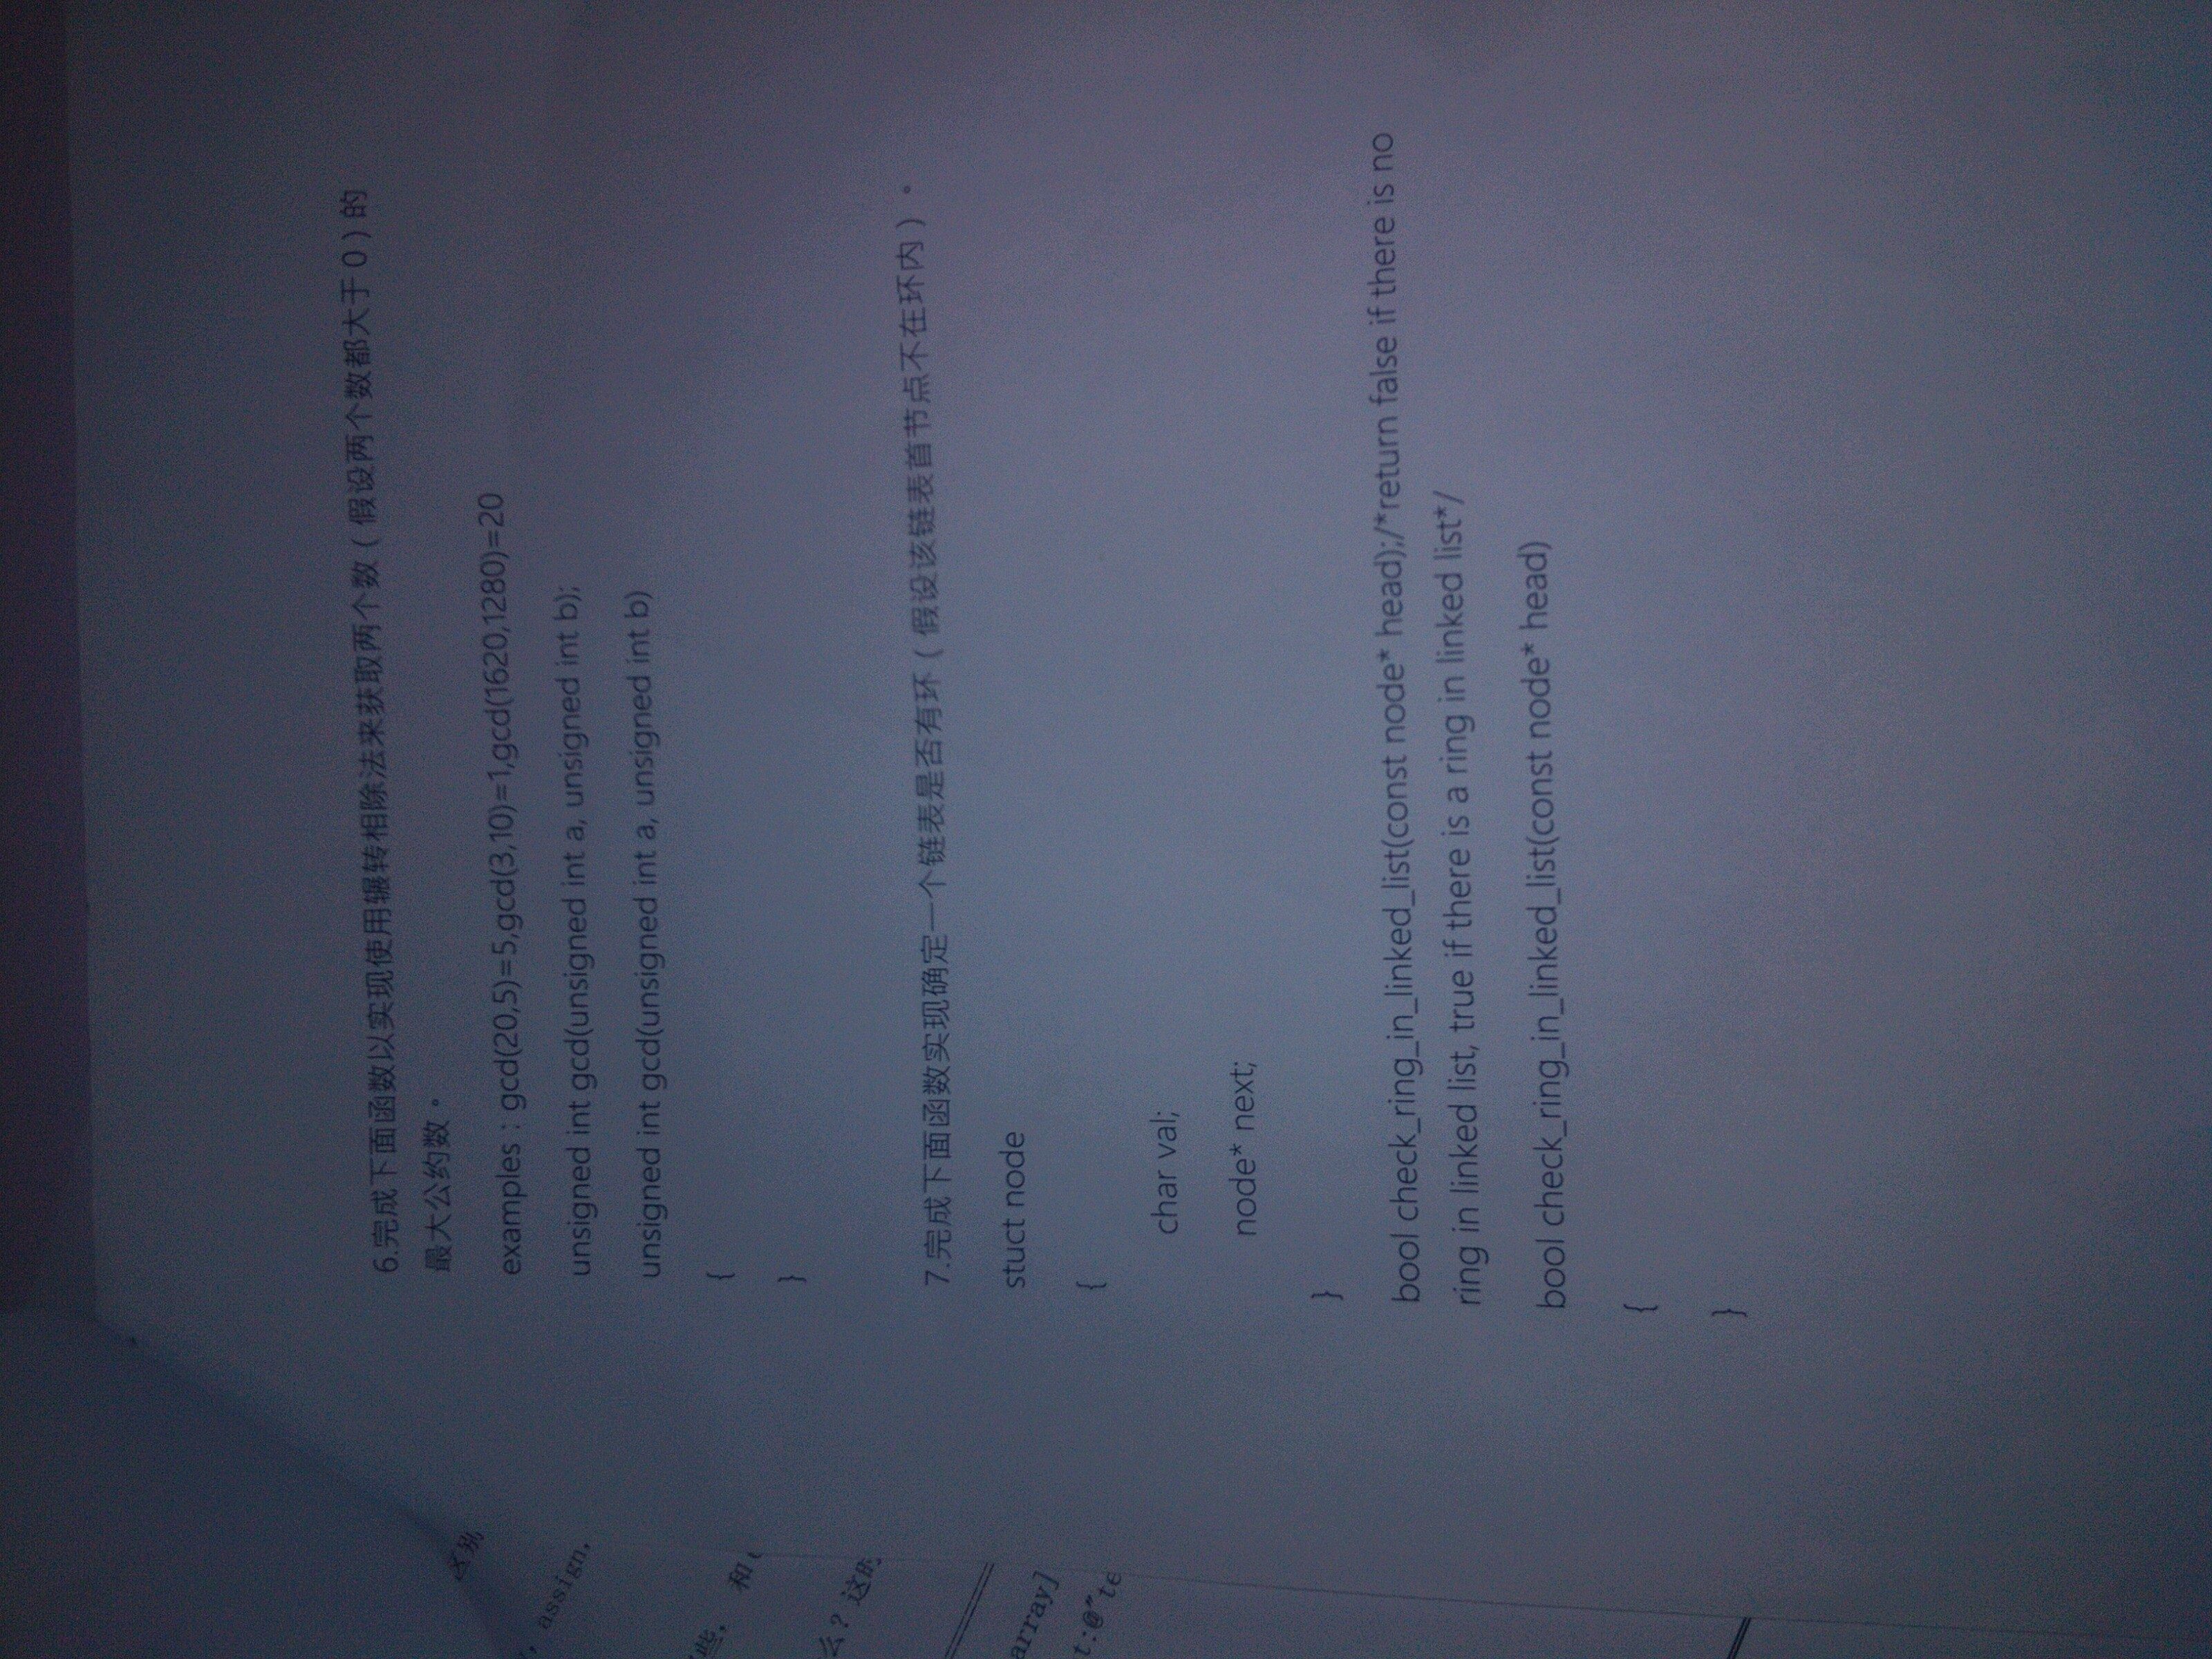 6.完成下面函数以实现使用辗转相除法来获取两个数（假设两个数都大于0）的
最大公约数。
examples：gcd(20,5)=5,gcd(3,10)=1,gcd(1620,1280)=20
unsigned int gcd(unsigned int a, unsigned int b);
unsigned int gcd(unsigned int a, unsigned int b)
{
}
7.完成下面函数实现确定一个链表是否有环（假设该链表首节点不在环内）。
stuct node
{
char val;
node* next;
}
bool check_ring_in_linked_list(const node* head);/*return false if there is no
ring in linked list, true if there is a ring in linked list*/
bool check_ring_in_linked_list(const node* head)
{
}
区别
, assign,
些， 和
么？这的
array]
t:@"te